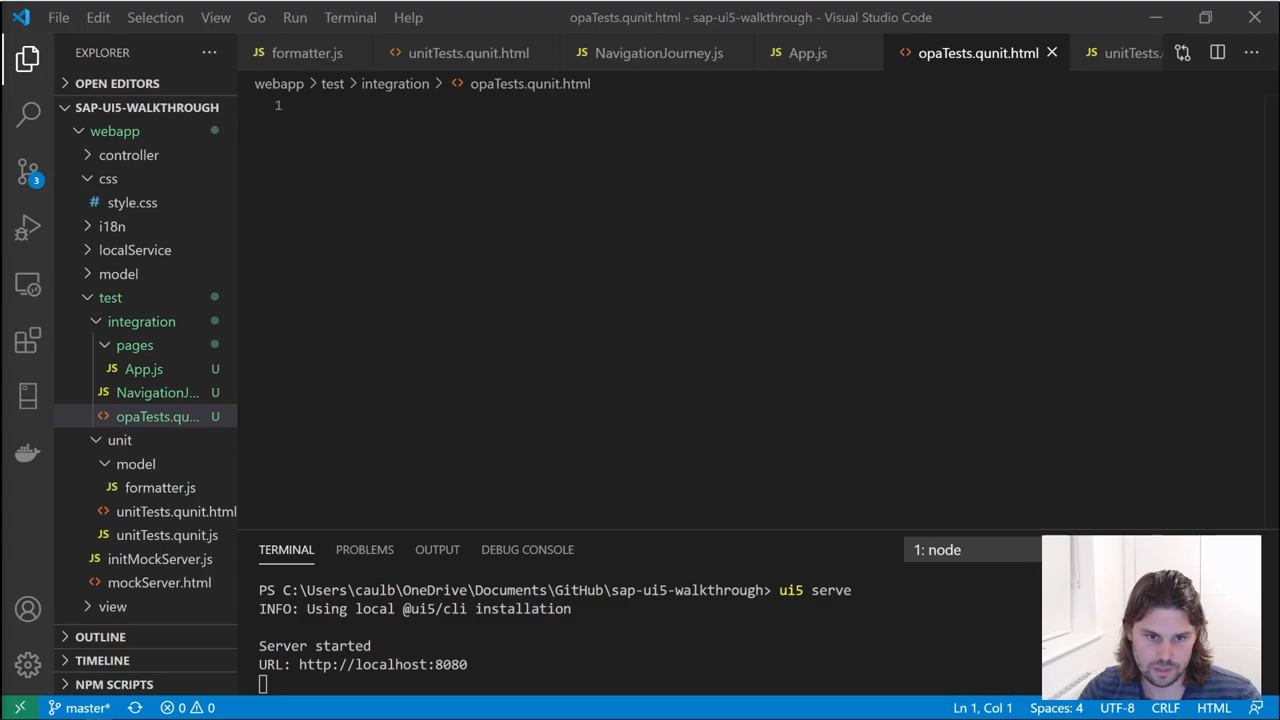 File Edit Selection View Go Run Terminal Help
opaTests.qunit.html - sap-ui5-walkthrough - Visual Studio Code
EXPLORER
formatter.js
unitTests.qunit.html
NavigationJourney.js
App.js
opaTests.qunit.html
unitTests.
OPEN EDITORS
webapp > test > integration > opaTests.qunit.html
1
SAP-UI5-WALKTHROUGH
webapp
controller
css
style.css
3
i18n
localService
model
test
integration
pages
App.js U
NavigationJ... U
opaTests.qu... U
unit
model
formatter.js
unitTests.qunit.html
unitTests.qunit.js
initMockServer.js
mockServer.html
view
OUTLINE
TIMELINE
NPM SCRIPTS
TERMINAL PROBLEMS OUTPUT DEBUG CONSOLE
1: node
PS C:\Users\caulb\OneDrive\Documents\GitHub\sap-ui5-walkthrough> ui5 serve
INFO: Using local @ui5/cli installation
Server started
URL: http://localhost:8080
master* 0 0
Ln 1, Col 1 Spaces: 4 UTF-8 CRLF HTML